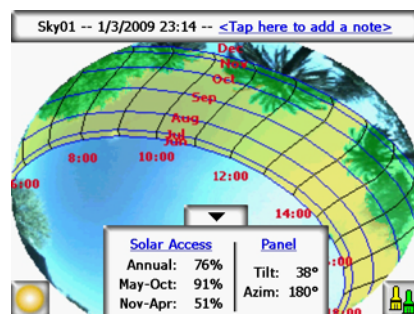 Sky01 -- 1/3/2009 23:14 -- <Tap here to add a note>
Dec
Nov
Oct
Sep
Aug
Jul
Jun
6:00
8:00
10:00
12:00
14:00
Solar Access
Annual: 76%
May-Oct: 91%
Nov-Apr: 51%
Panel
Tilt: 38°
Azim: 180°